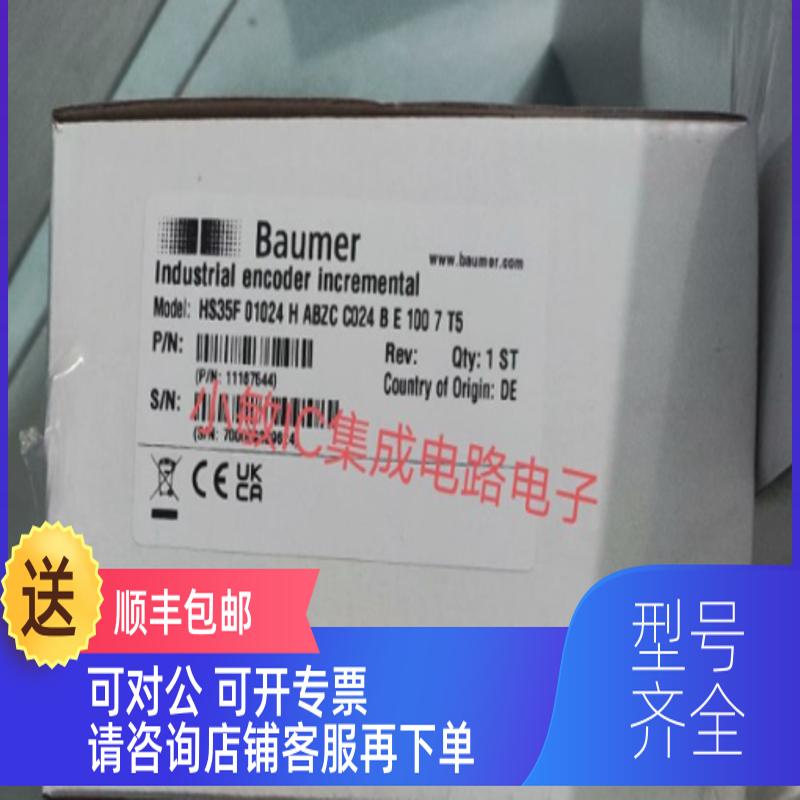 Baumer
www.baumer.com
Industrial encoder incremental
Model: HS35F 01024 H ABZC C024 B E 100 7 T5
P/N:
Rev: Qty: 1 ST
(P/N: 11167544)
Country of Origin: DE
S/N:
(S/N:
小敏IC集成电路电子
CE UKCA
送
顺丰包邮
可对公 可开专票
请咨询店铺客服再下单
型号
齐全